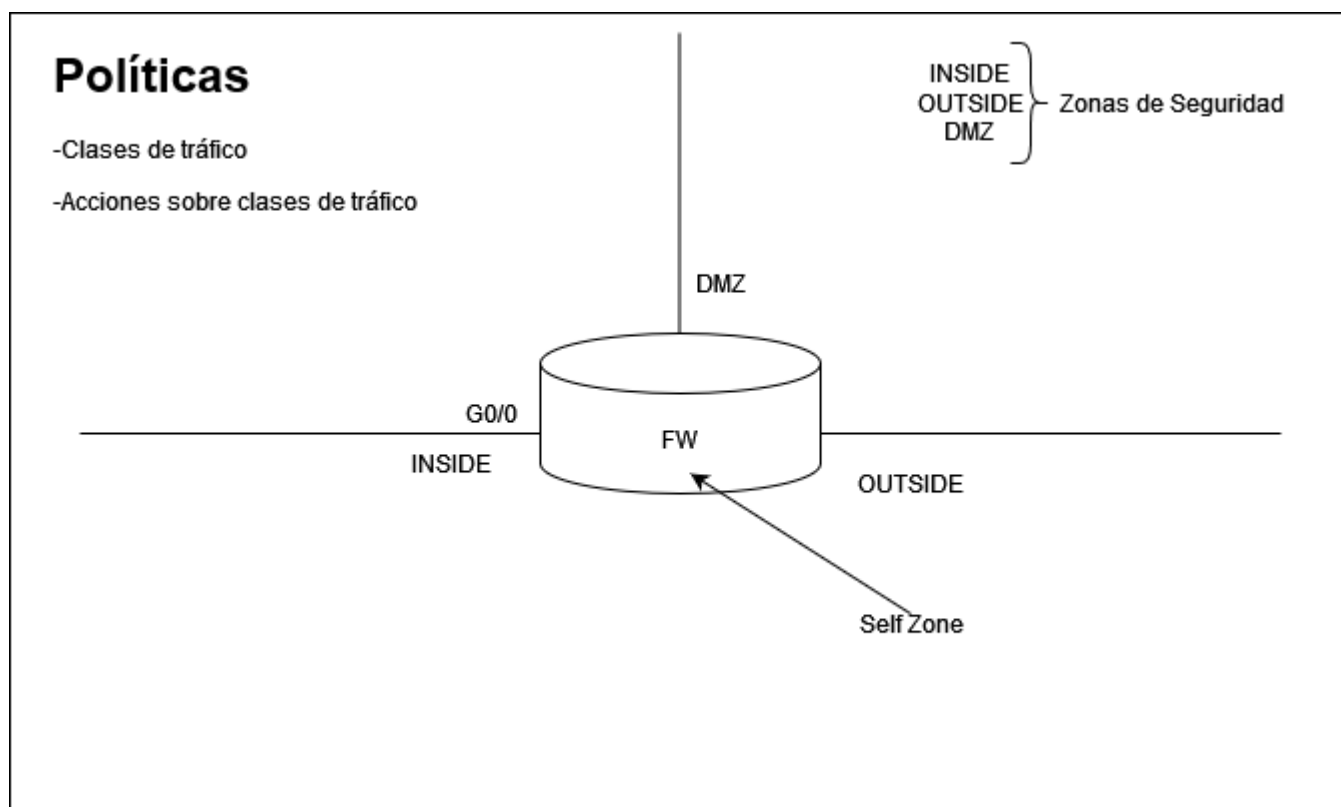 Políticas
-Clases de tráfico
-Acciones sobre clases de tráfico
INSIDE
OUTSIDE
DMZ
Zonas de Seguridad
DMZ
G0/0
INSIDE
FW
OUTSIDE
Self Zone